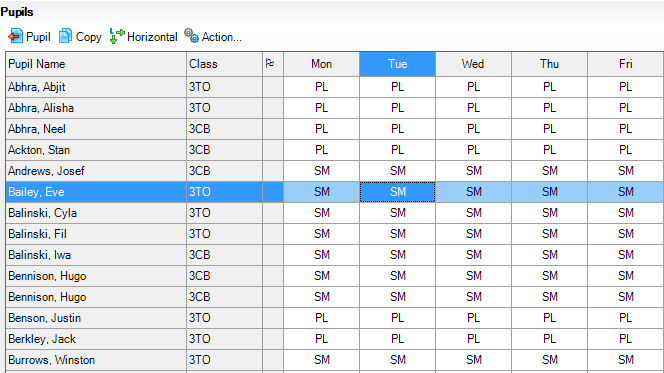 Pupils
Pupil Copy Horizontal Action...
Pupil Name Class Mon Tue Wed Thu Fri
Abhra, Abjit 3TO PL PL PL PL PL
Abhra, Alisha 3TO PL PL PL PL PL
Abhra, Neel 3CB PL PL PL PL PL
Ackton, Stan 3CB PL PL PL PL PL
Andrews, Josef 3CB SM SM SM SM SM
Bailey, Eve 3TO SM SM SM SM SM
Balinski, Cyla 3TO SM SM SM SM SM
Balinski, Fil 3TO SM SM SM SM SM
Balinski, Iwa 3CB SM SM SM SM SM
Bennison, Hugo 3CB SM SM SM SM SM
Bennison, Hugo 3CB SM SM SM SM SM
Benson, Justin 3TO PL PL PL PL PL
Berkley, Jack 3TO PL PL PL PL PL
Burrows, Winston 3TO SM SM SM SM SM